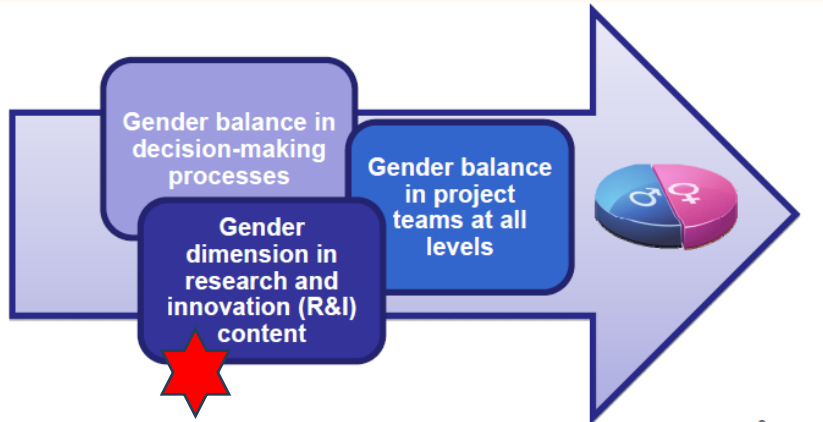 Gender balance in
decision-making
processes
Gender balance
in project
teams at all
levels
Gender
dimension in
research and
innovation (R&I)
content